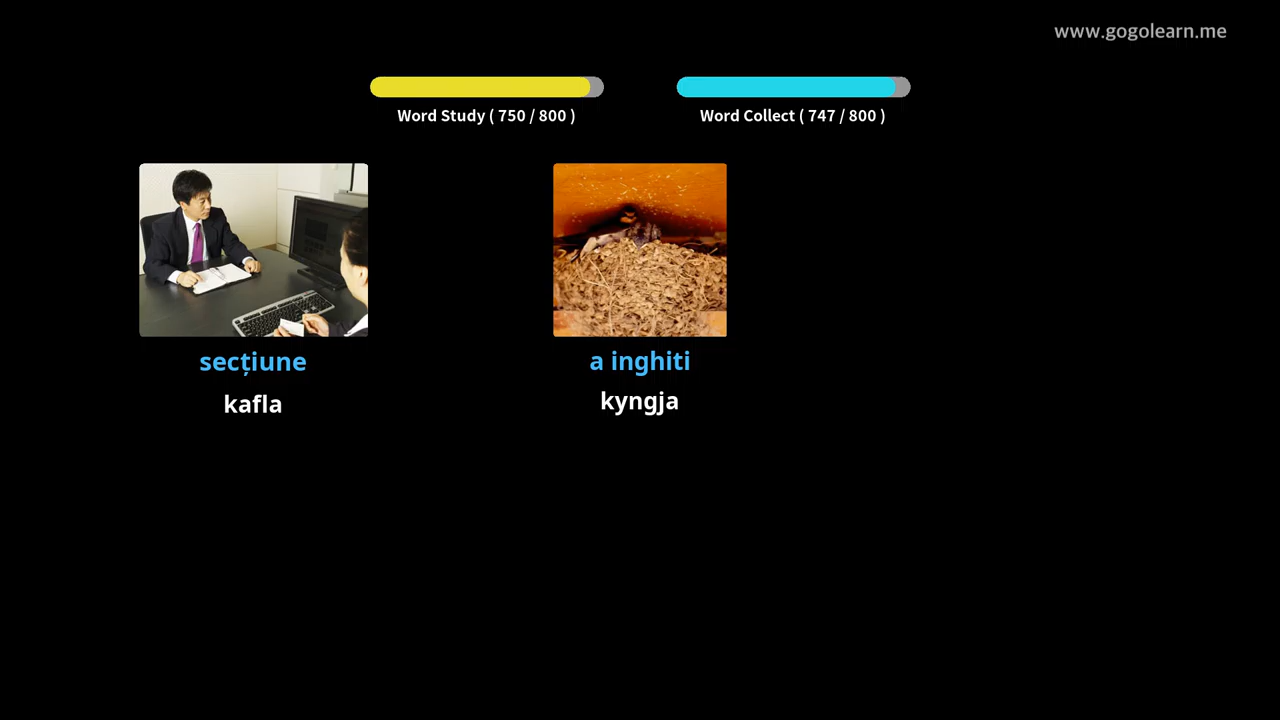 www.gogolearn.me
Word Study ( 750 / 800 )
Word Collect ( 747 / 800 )
secțiune
kafla
a inghiti
kyngja